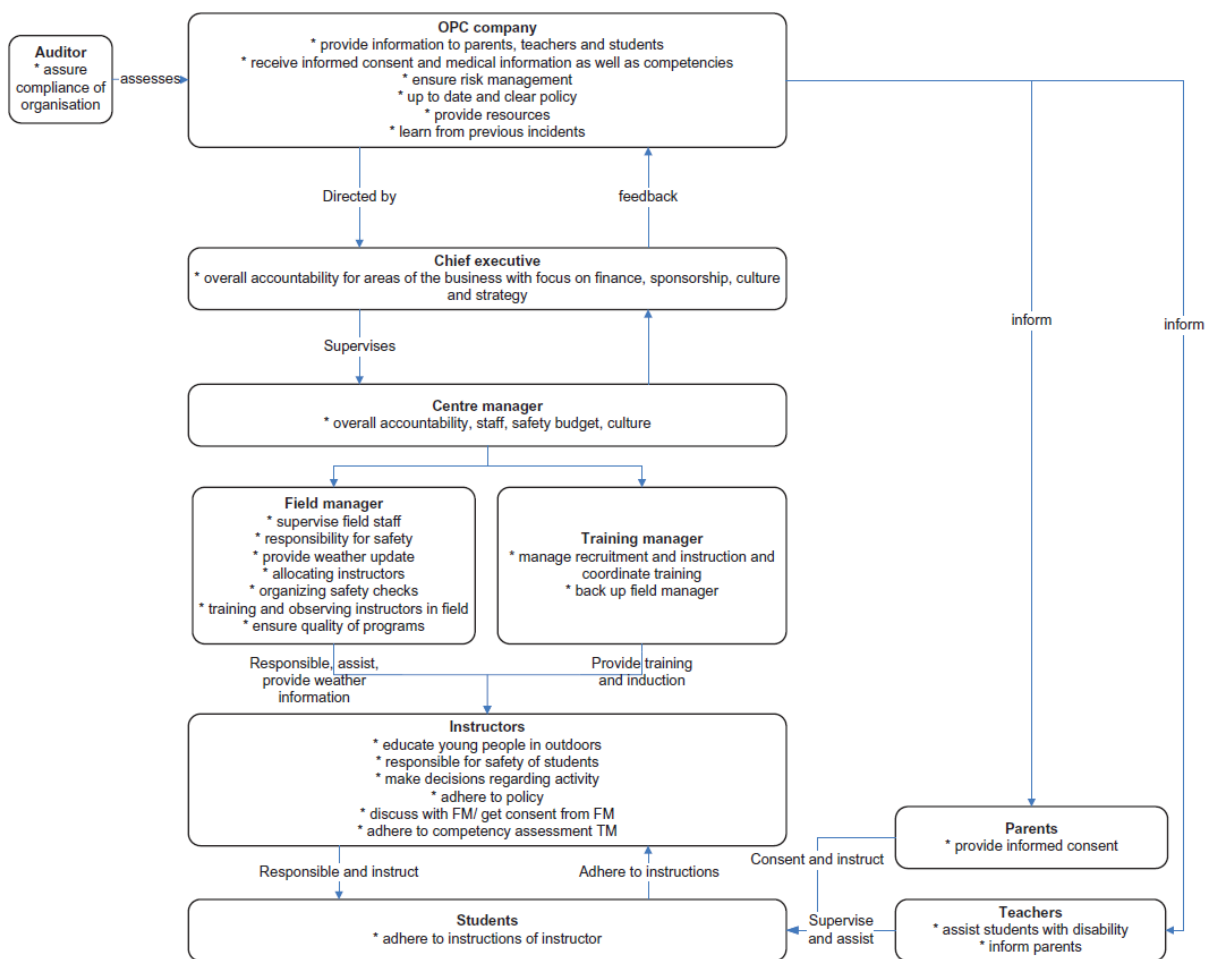 OPC company
* provide information to parents, teachers and students
* receive informed consent and medical information as well as competencies
* ensure risk management
* up to date and clear policy
* provide resources
* learn from previous incidents
Auditor
* assure
compliance of
organisation
assesses
Directed by
feedback
Chief executive
* overall accountability for areas of the business with focus on finance, sponsorship, culture
and strategy
inform
inform
Supervises
Centre manager
* overall accountability, staff, safety budget, culture
Field manager
* supervise field staff
* responsibility for safety
* provide weather update
* allocating instructors
* organizing safety checks
* training and observing instructors in field
* ensure quality of programs
Training manager
* manage recruitment and instruction and
coordinate training
* back up field manager
Responsible, assist,
provide weather
information
Provide training
and induction
Instructors
* educate young people in outdoors
* responsible for safety of students
* make decisions regarding activity
* adhere to policy
* discuss with FM/ get consent from FM
* adhere to competency assessment TM
Parents
* provide informed consent
Responsible and instruct
Adhere to instructions
Consent and instruct
Students
* adhere to instructions of instructor
Supervise
and assist
Teachers
* assist students with disability
* inform parents